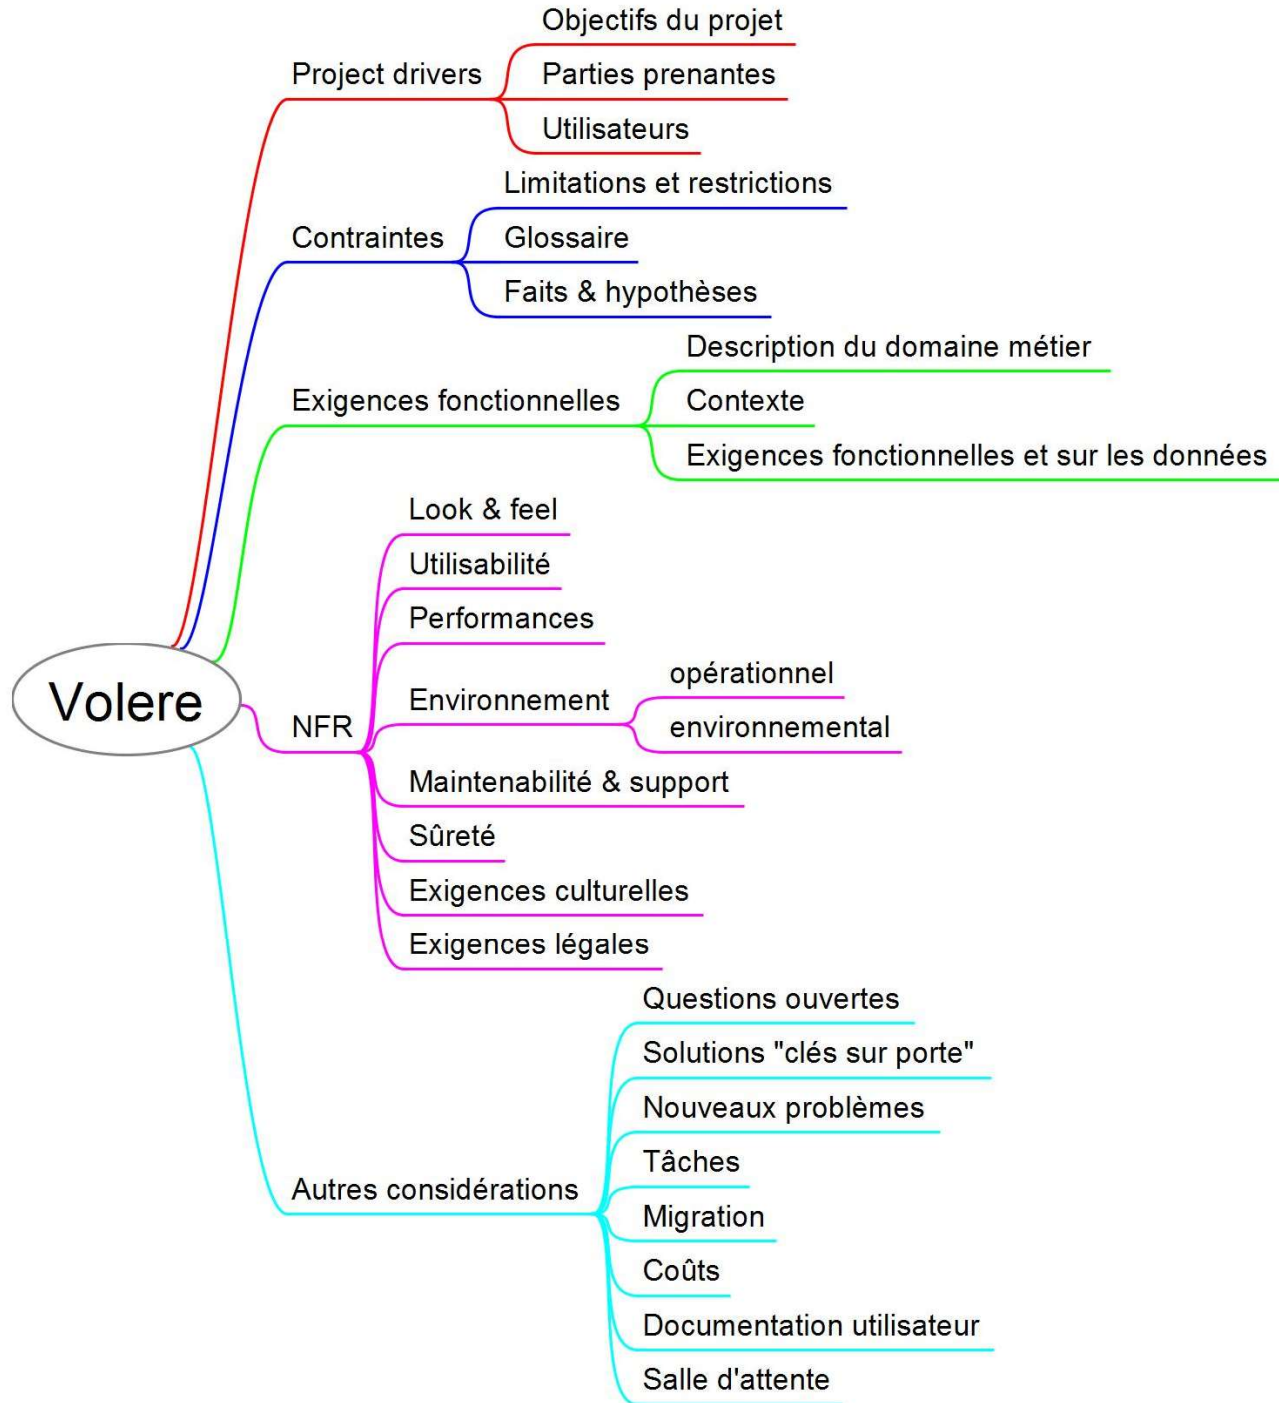 Objectifs du projet
Project drivers
Parties prenantes
Utilisateurs
Limitations et restrictions
Contraintes
Glossaire
Faits & hypothèses
Description du domaine métier
Exigences fonctionnelles
Contexte
Exigences fonctionnelles et sur les données
Look & feel
Utilisabilité
Performances
opérationnel
Environnement
environnemental
Volere
NFR
Maintenabilité & support
Sûreté
Exigences culturelles
Exigences légales
Questions ouvertes
Solutions "clés sur porte"
Nouveaux problèmes
Tâches
Autres considérations
Migration
Coûts
Documentation utilisateur
Salle d'attente